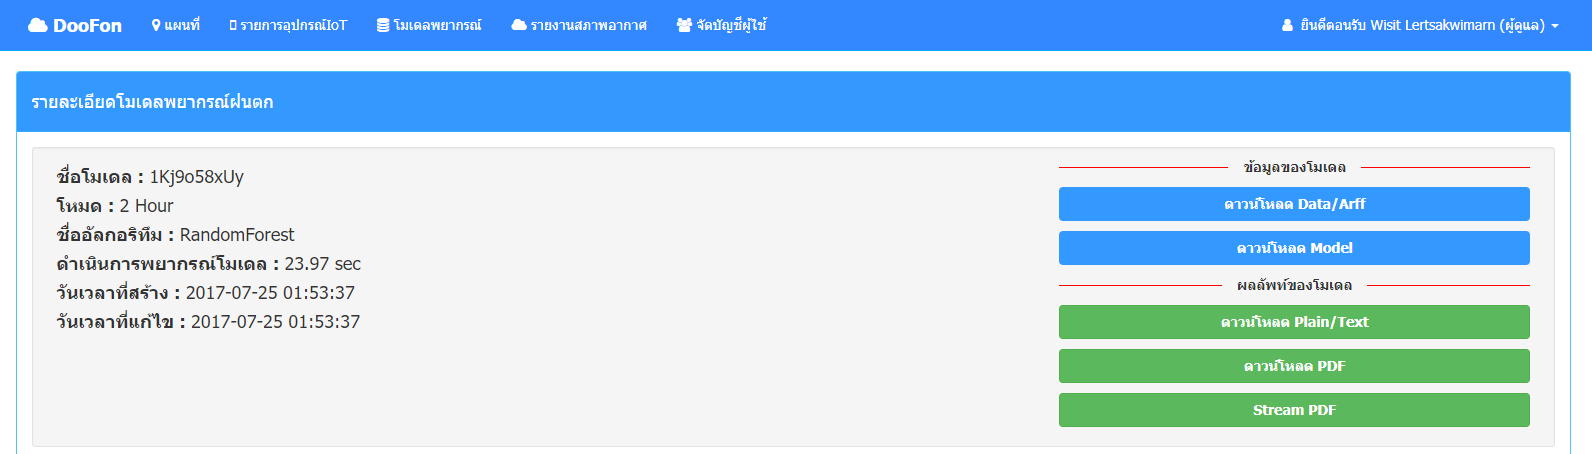 DooFon แผนที่ รายการอุปกรณ์IoT โมเดลพยากรณ์ รายงานสภาพอากาศ จัดบัญชีผู้ใช้ ยินดีตอนรับ Wisit Lertsakwimarn (ผู้ดูแล)
รายละเอียดโมเดลพยากรณ์ฝนตก
ชื่อโมเดล : 1Kj9o58xUy
โหมด : 2 Hour
ชื่ออัลกอริทึม : RandomForest
ดำเนินการพยากรณ์โมเดล : 23.97 sec
วันเวลาที่สร้าง : 2017-07-25 01:53:37
วันเวลาที่แก้ไข : 2017-07-25 01:53:37
ข้อมูลของโมเดล
ดาวน์โหลด Data/Arff
ดาวน์โหลด Model
ผลลัพท์ของโมเดล
ดาวน์โหลด Plain/Text
ดาวน์โหลด PDF
Stream PDF